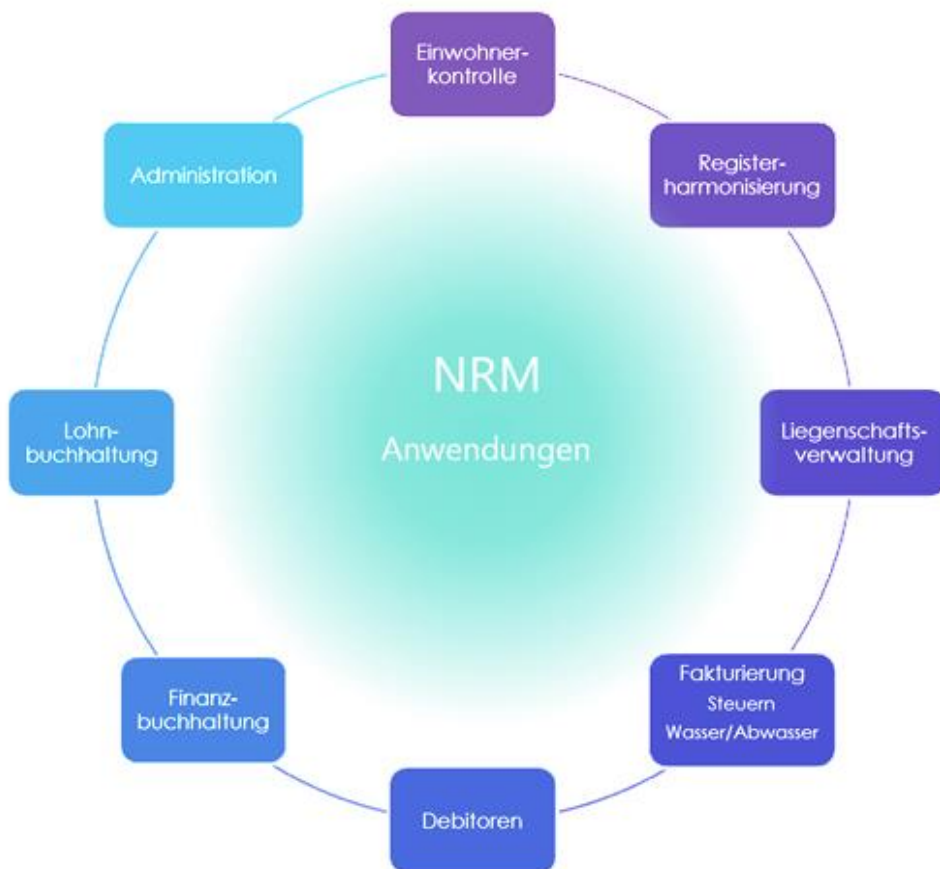 Einwohner-
kontrolle
Register-
harmonisierung
Liegenschafts-
verwaltung
Fakturierung
Steuern
Wasser/Abwasser
Debitoren
Finanz-
buchhaltung
Lohn-
buchhaltung
Administration
NRM
Anwendungen